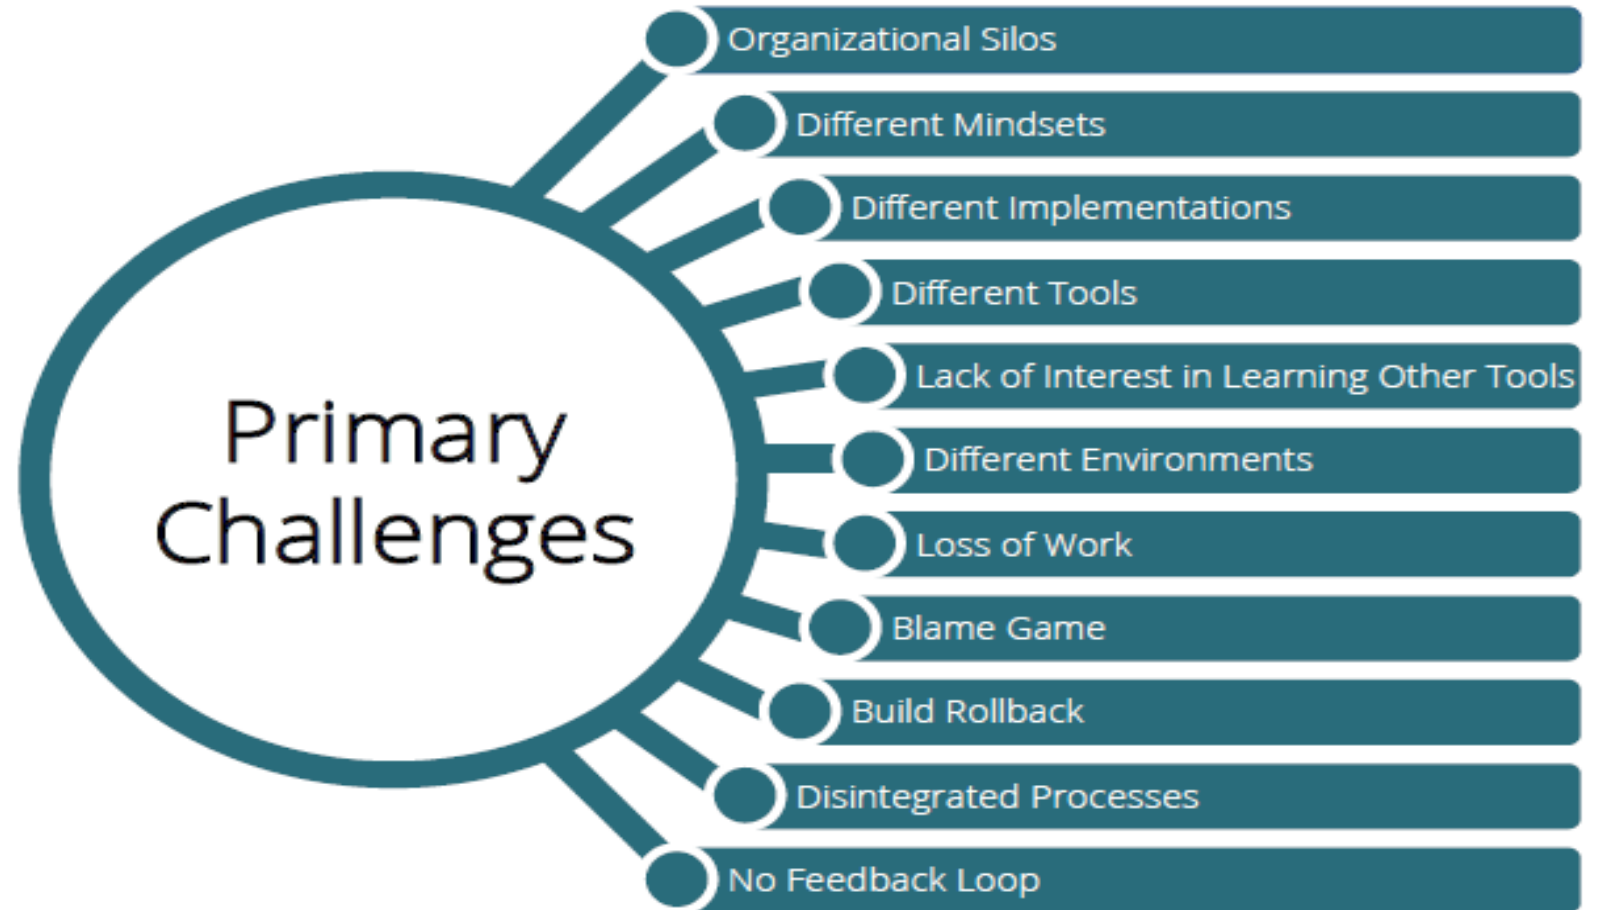 Organizational Silos
Different Mindsets
Different Implementations
Different Tools
Lack of Interest in Learning Other Tools
Primary
Challenges
Different Environments
Loss of Work
Blame Game
Build Rollback
Disintegrated Processes
No Feedback Loop